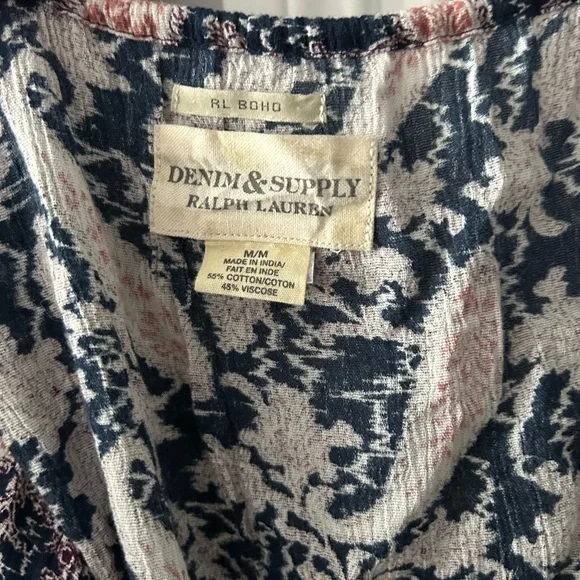 RL BOHO
DENIM & SUPPLY
RALPH LAUREN
M/M
MADE IN INDIA/
FAIT EN INDE
55% COTTON/COTON
45% VISCOSE